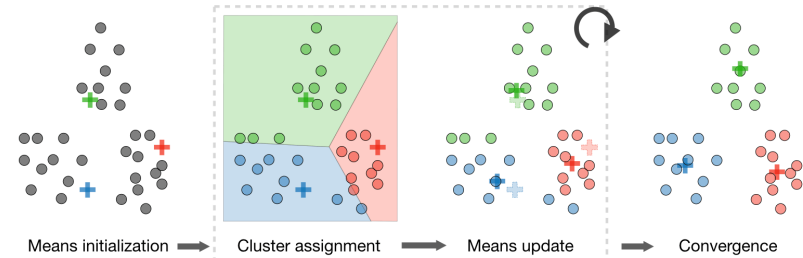 Means initialization
Cluster assignment
Means update
Convergence